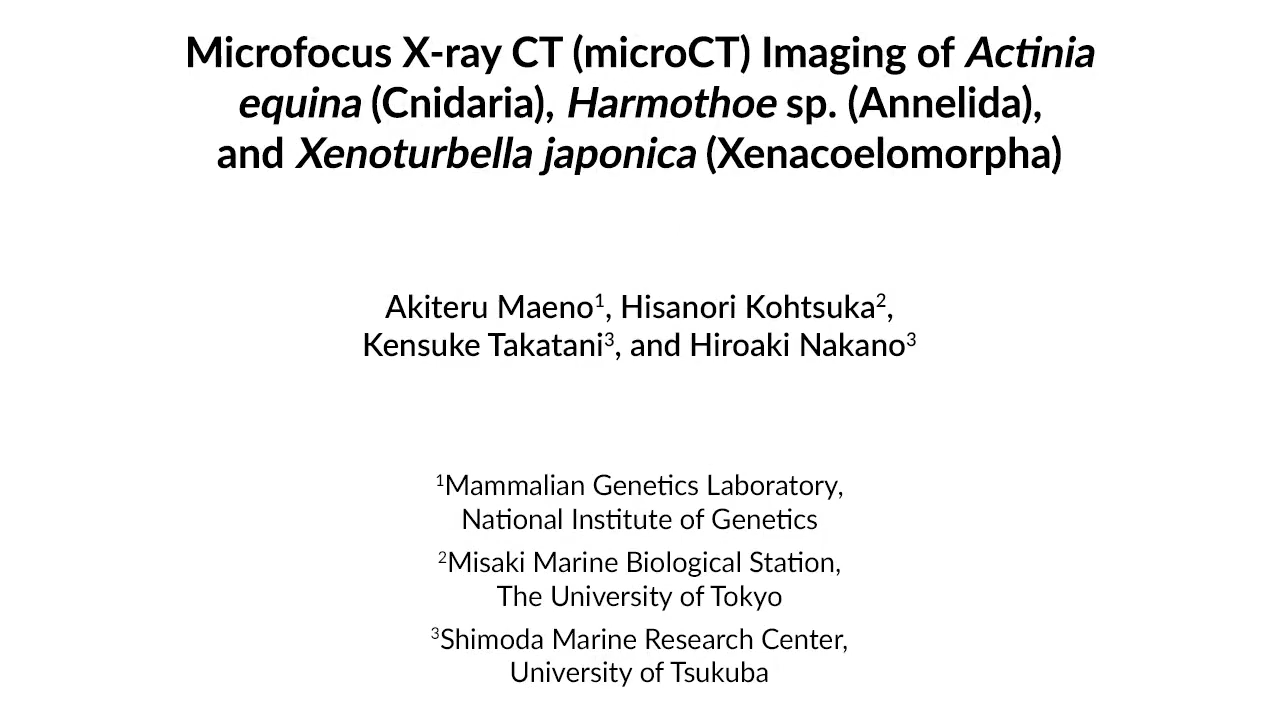 Microfocus X-ray CT (microCT) Imaging of Actinia
equina (Cnidaria), Harmothoe sp. (Annelida),
and Xenoturbella japonica (Xenacoelomorpha)
Akiteru Maeno¹, Hisanori Kohtsuka²,
Kensuke Takatani³, and Hiroaki Nakano³
¹Mammalian Genetics Laboratory,
National Institute of Genetics
²Misaki Marine Biological Station,
The University of Tokyo
³Shimoda Marine Research Center,
University of Tsukuba